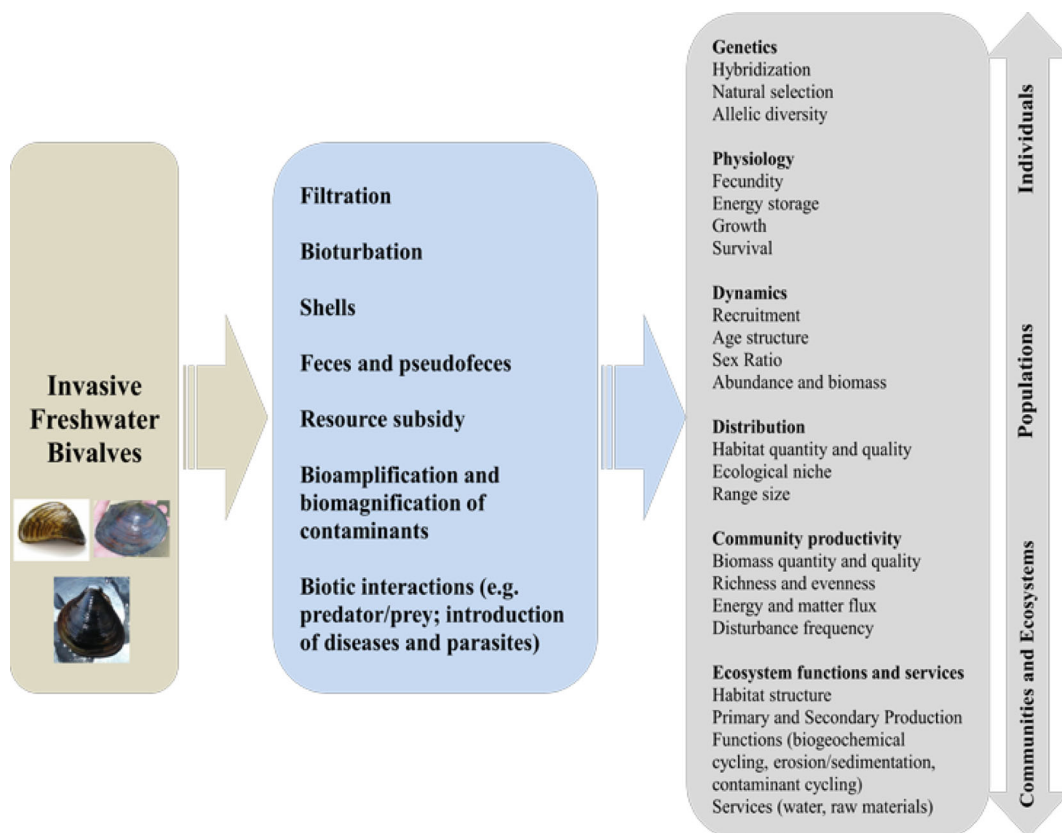 Invasive
Freshwater
Bivalves
Filtration
Bioturbation
Shells
Feces and pseudofeces
Resource subsidy
Bioamplification and
biomagnification of
contaminants
Biotic interactions (e.g.
predator/prey; introduction
of diseases and parasites)
Genetics
Hybridization
Natural selection
Allelic diversity
Physiology
Fecundity
Energy storage
Growth
Survival
Dynamics
Recruitment
Age structure
Sex Ratio
Abundance and biomass
Distribution
Habitat quantity and quality
Ecological niche
Range size
Community productivity
Biomass quantity and quality
Richness and evenness
Energy and matter flux
Disturbance frequency
Ecosystem functions and services
Habitat structure
Primary and Secondary Production
Functions (biogeochemical
cycling, erosion/sedimentation,
contaminant cycling)
Services (water, raw materials)
Individuals
Populations
Communities and Ecosystems